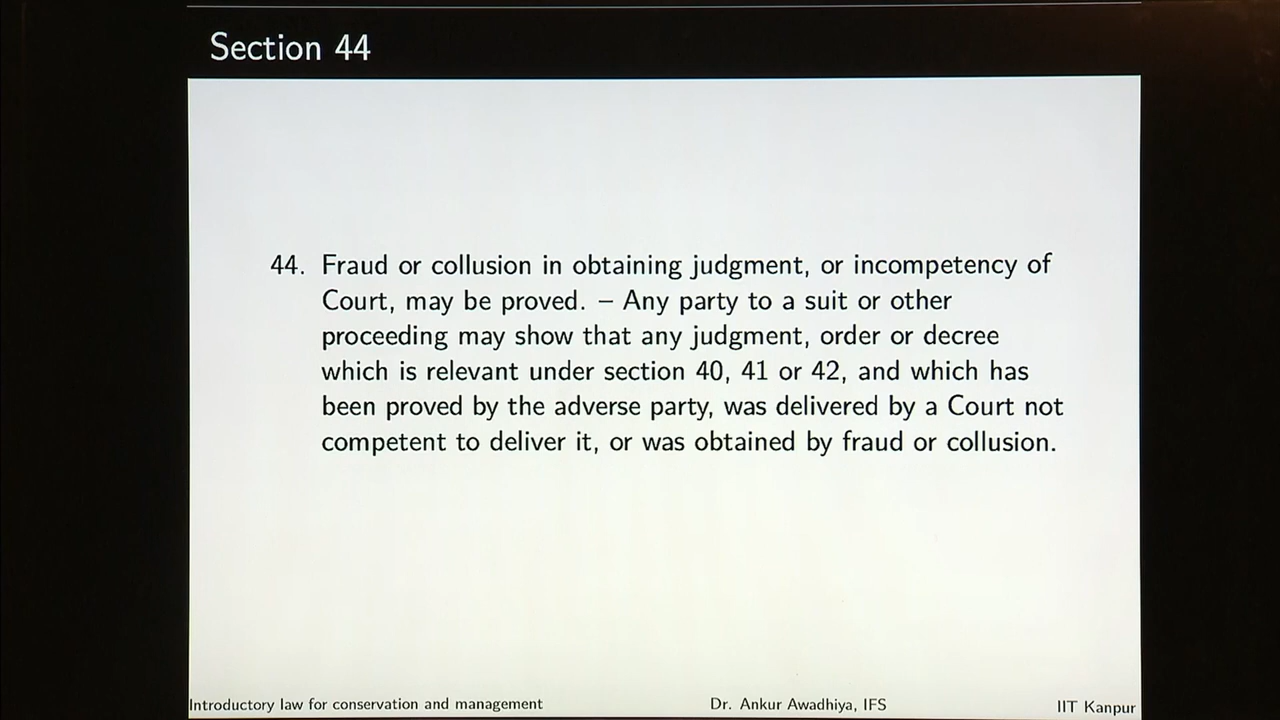 Section 44
44. Fraud or collusion in obtaining judgment, or incompetency of
Court, may be proved. – Any party to a suit or other
proceeding may show that any judgment, order or decree
which is relevant under section 40, 41 or 42, and which has
been proved by the adverse party, was delivered by a Court not
competent to deliver it, or was obtained by fraud or collusion.
Introductory law for conservation and management Dr. Ankur Awadhiya, IFS IIT Kanpur